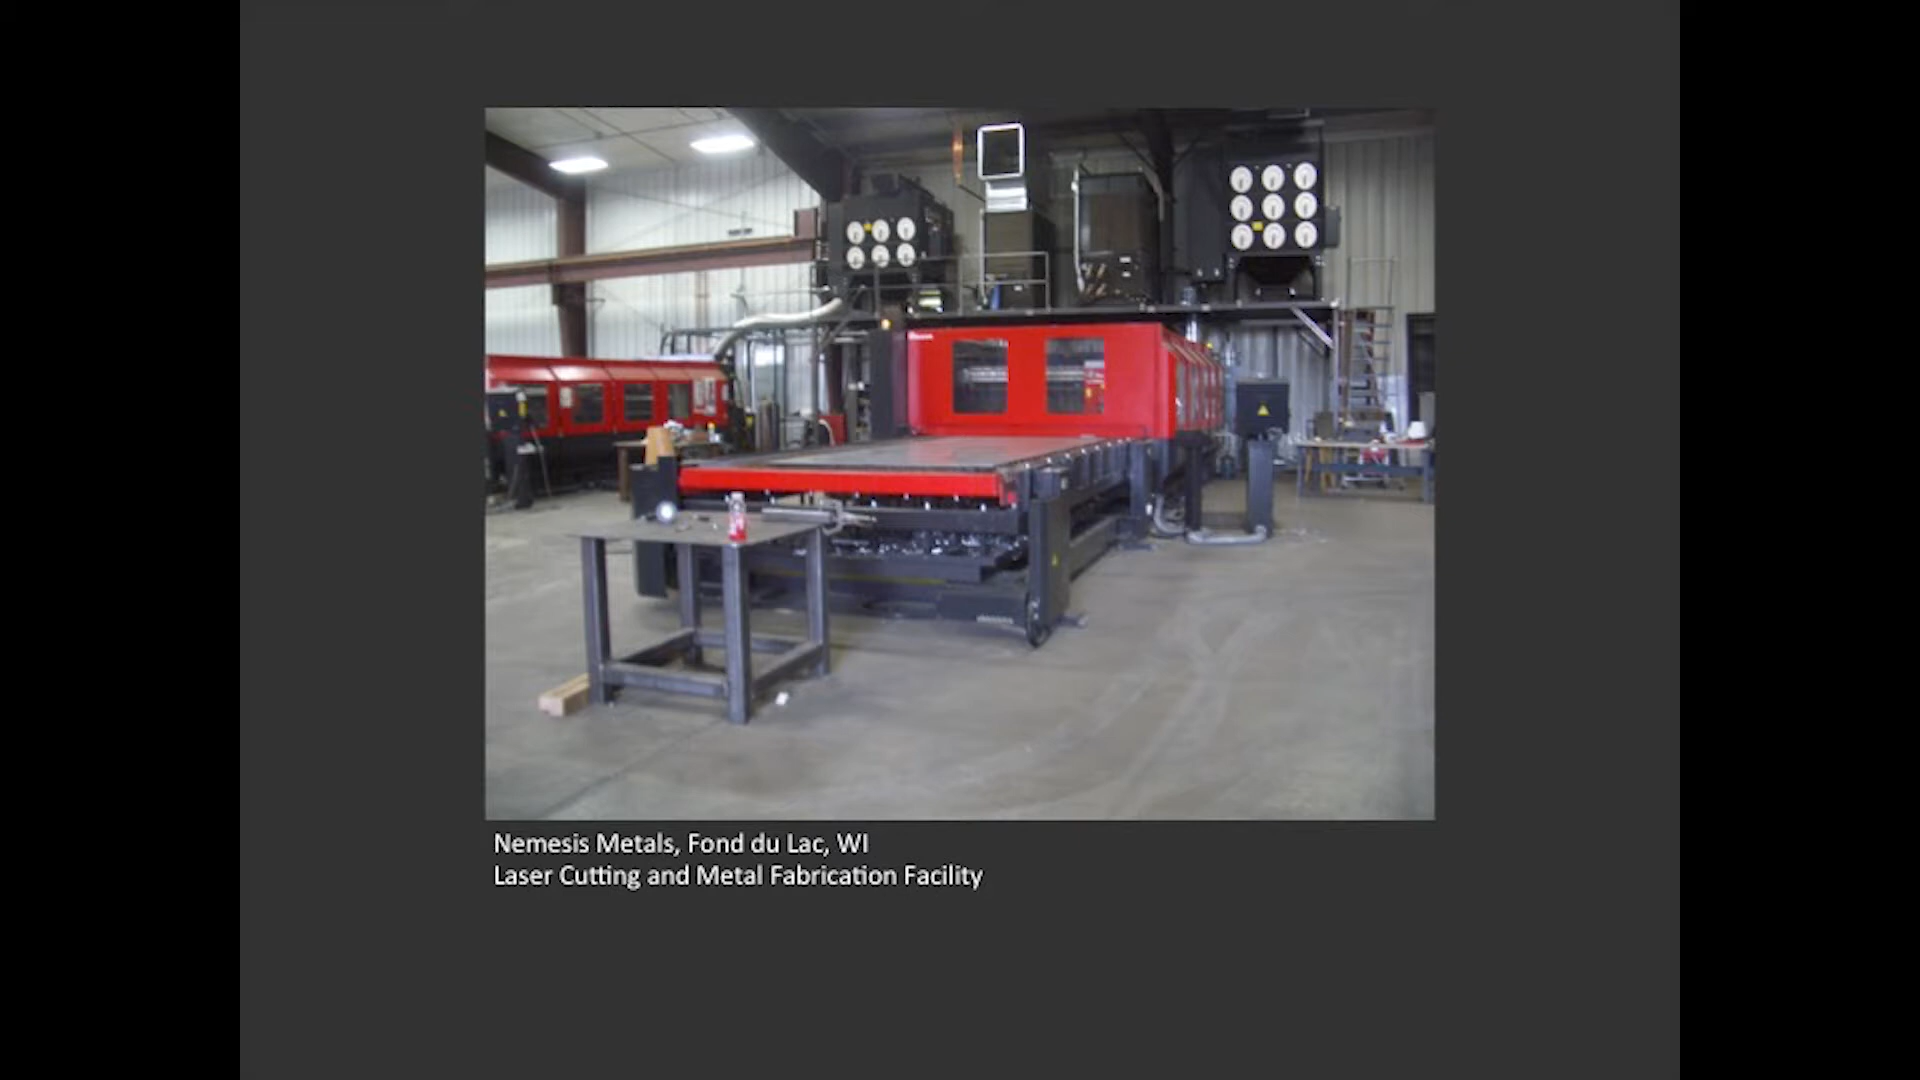 Nemesis Metals, Fond du Lac, WI
Laser Cutting and Metal Fabrication Facility